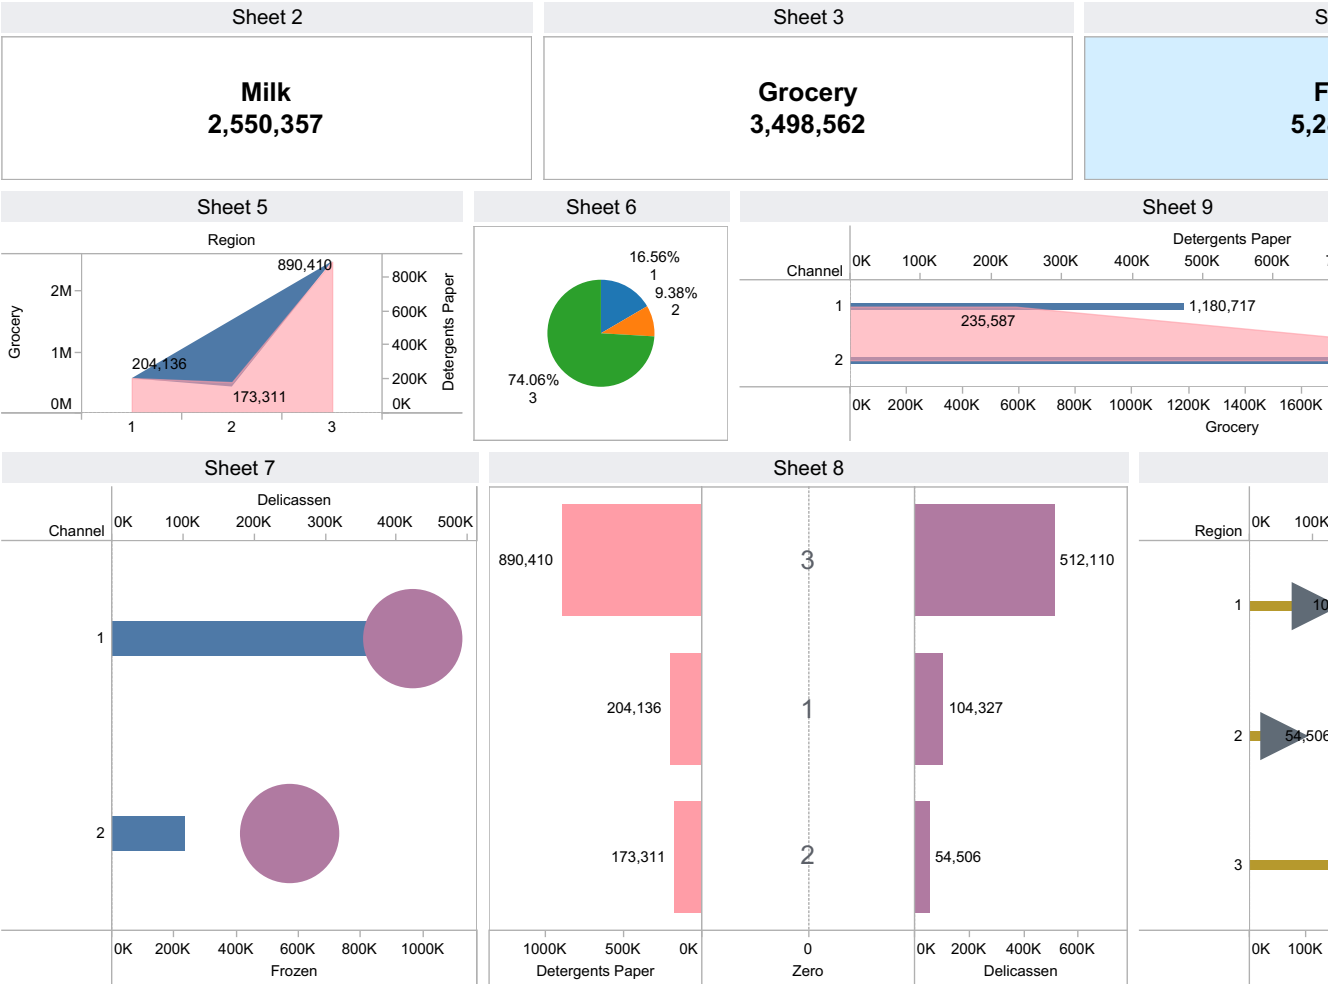 Sheet 2
Sheet 3
Milk
2,550,357
Grocery
3,498,562
Sheet 5
Region
Grocery
2M
1M
0M
890,410
204,136
173,311
1
2
3
800K
600K
400K
200K
0K
Detergents Paper
Sheet 6
16.56%
1
9.38%
2
74.06%
3
Sheet 9
Detergents Paper
Channel
0K 100K 200K 300K 400K 500K 600K
1
1,180,717
235,587
2
0K 200K 400K 600K 800K 1000K 1200K 1400K 1600K
Grocery
Sheet 7
Delicassen
Channel
0K 100K 200K 300K 400K 500K
1
2
0K 200K 400K 600K 800K 1000K
Frozen
Sheet 8
890,410
3
512,110
204,136
1
104,327
173,311
2
54,506
1000K 500K 0K
0
0K 200K 400K 600K
Detergents Paper
Zero
Delicassen
Region
0K 100K
1
2
54,506
3
0K 100K